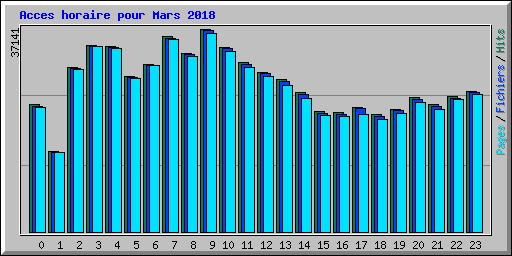 Acces horaire pour Mars 2018
37141
Pages/Fichiers/Hits
0 1 2 3 4 5 6 7 8 9 10 11 12 13 14 15 16 17 18 19 20 21 22 23